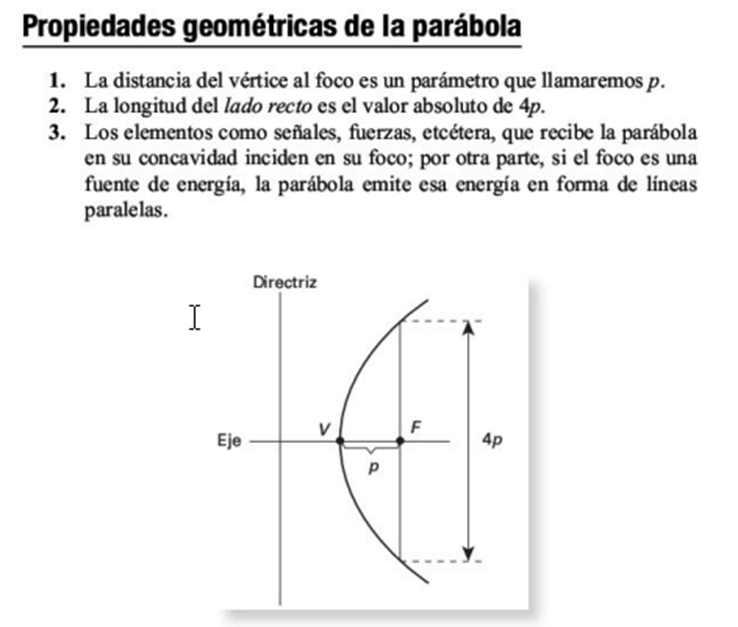 Propiedades geométricas de la parábola
1. La distancia del vértice al foco es un parámetro que llamaremos p.
2. La longitud del lado recto es el valor absoluto de 4p.
3. Los elementos como señales, fuerzas, etcétera, que recibe la parábola
en su concavidad inciden en su foco; por otra parte, si el foco es una
fuente de energía, la parábola emite esa energía en forma de líneas
paralelas.
Directriz
V
F
Eje
4p
p